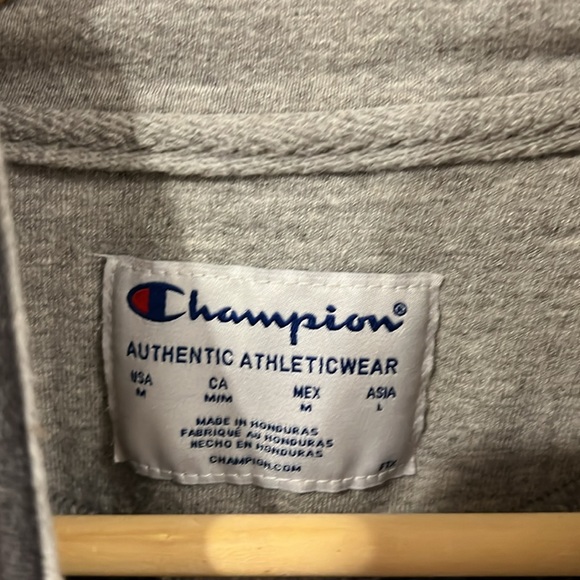 Champion®
AUTHENTIC ATHLETICWEAR
USA CA MEX ASIA
M M/M M L
MADE IN HONDURAS
FABRIQUÉ AU HONDURAS
HECHO EN HONDURAS
CHAMPION.COM